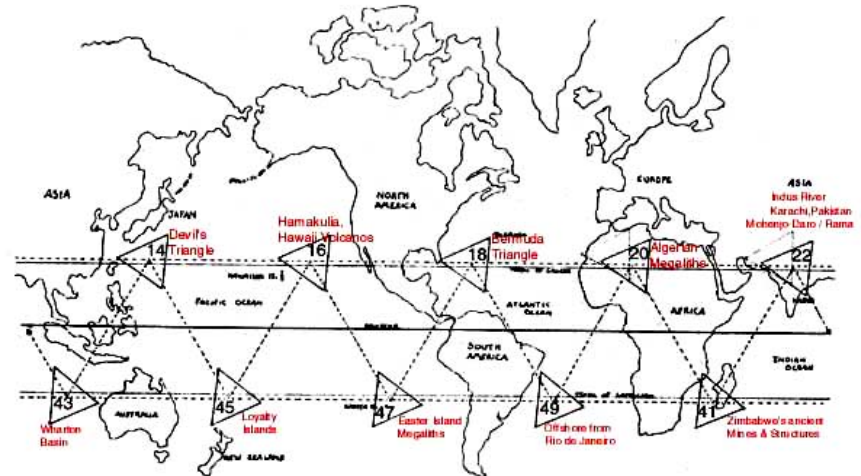 ASIA
JAPAN
NORTH
AMERICA
EUROPE
ASIA
Indus River
Karachi, Pakistan
Mohenjo Daro / Rama
Devil's
Triangle
14
Hamakulia,
Hawaii Volcanos
16
Bermuda
Triangle
18
Algerian
Megaliths
20
22
HAWAIIAN IS.
PACIFIC OCEAN
ATLANTIC
OCEAN
AFRICA
INDIA
SOUTH
AMERICA
INDIAN
OCEAN
43
Wharton
Basin
AUSTRALIA
45
Loyalty
Islands
NEW ZEALAND
47
Easter Island
Megaliths
49
Offshore from
Rio de Janeiro
41
Zimbabwe's ancient
Mines & Structures